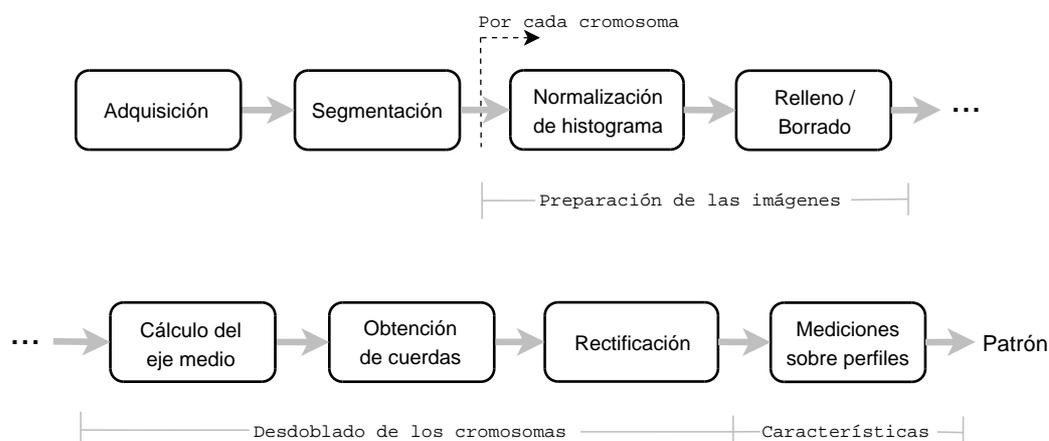 Por cada cromosoma
Adquisición
Segmentación
Normalización
de histograma
Relleno /
Borrado
...
Preparación de las imágenes
...
Cálculo del
eje medio
Obtención
de cuerdas
Rectificación
Mediciones
sobre perfiles
Patrón
Desdoblado de los cromosomas
Características